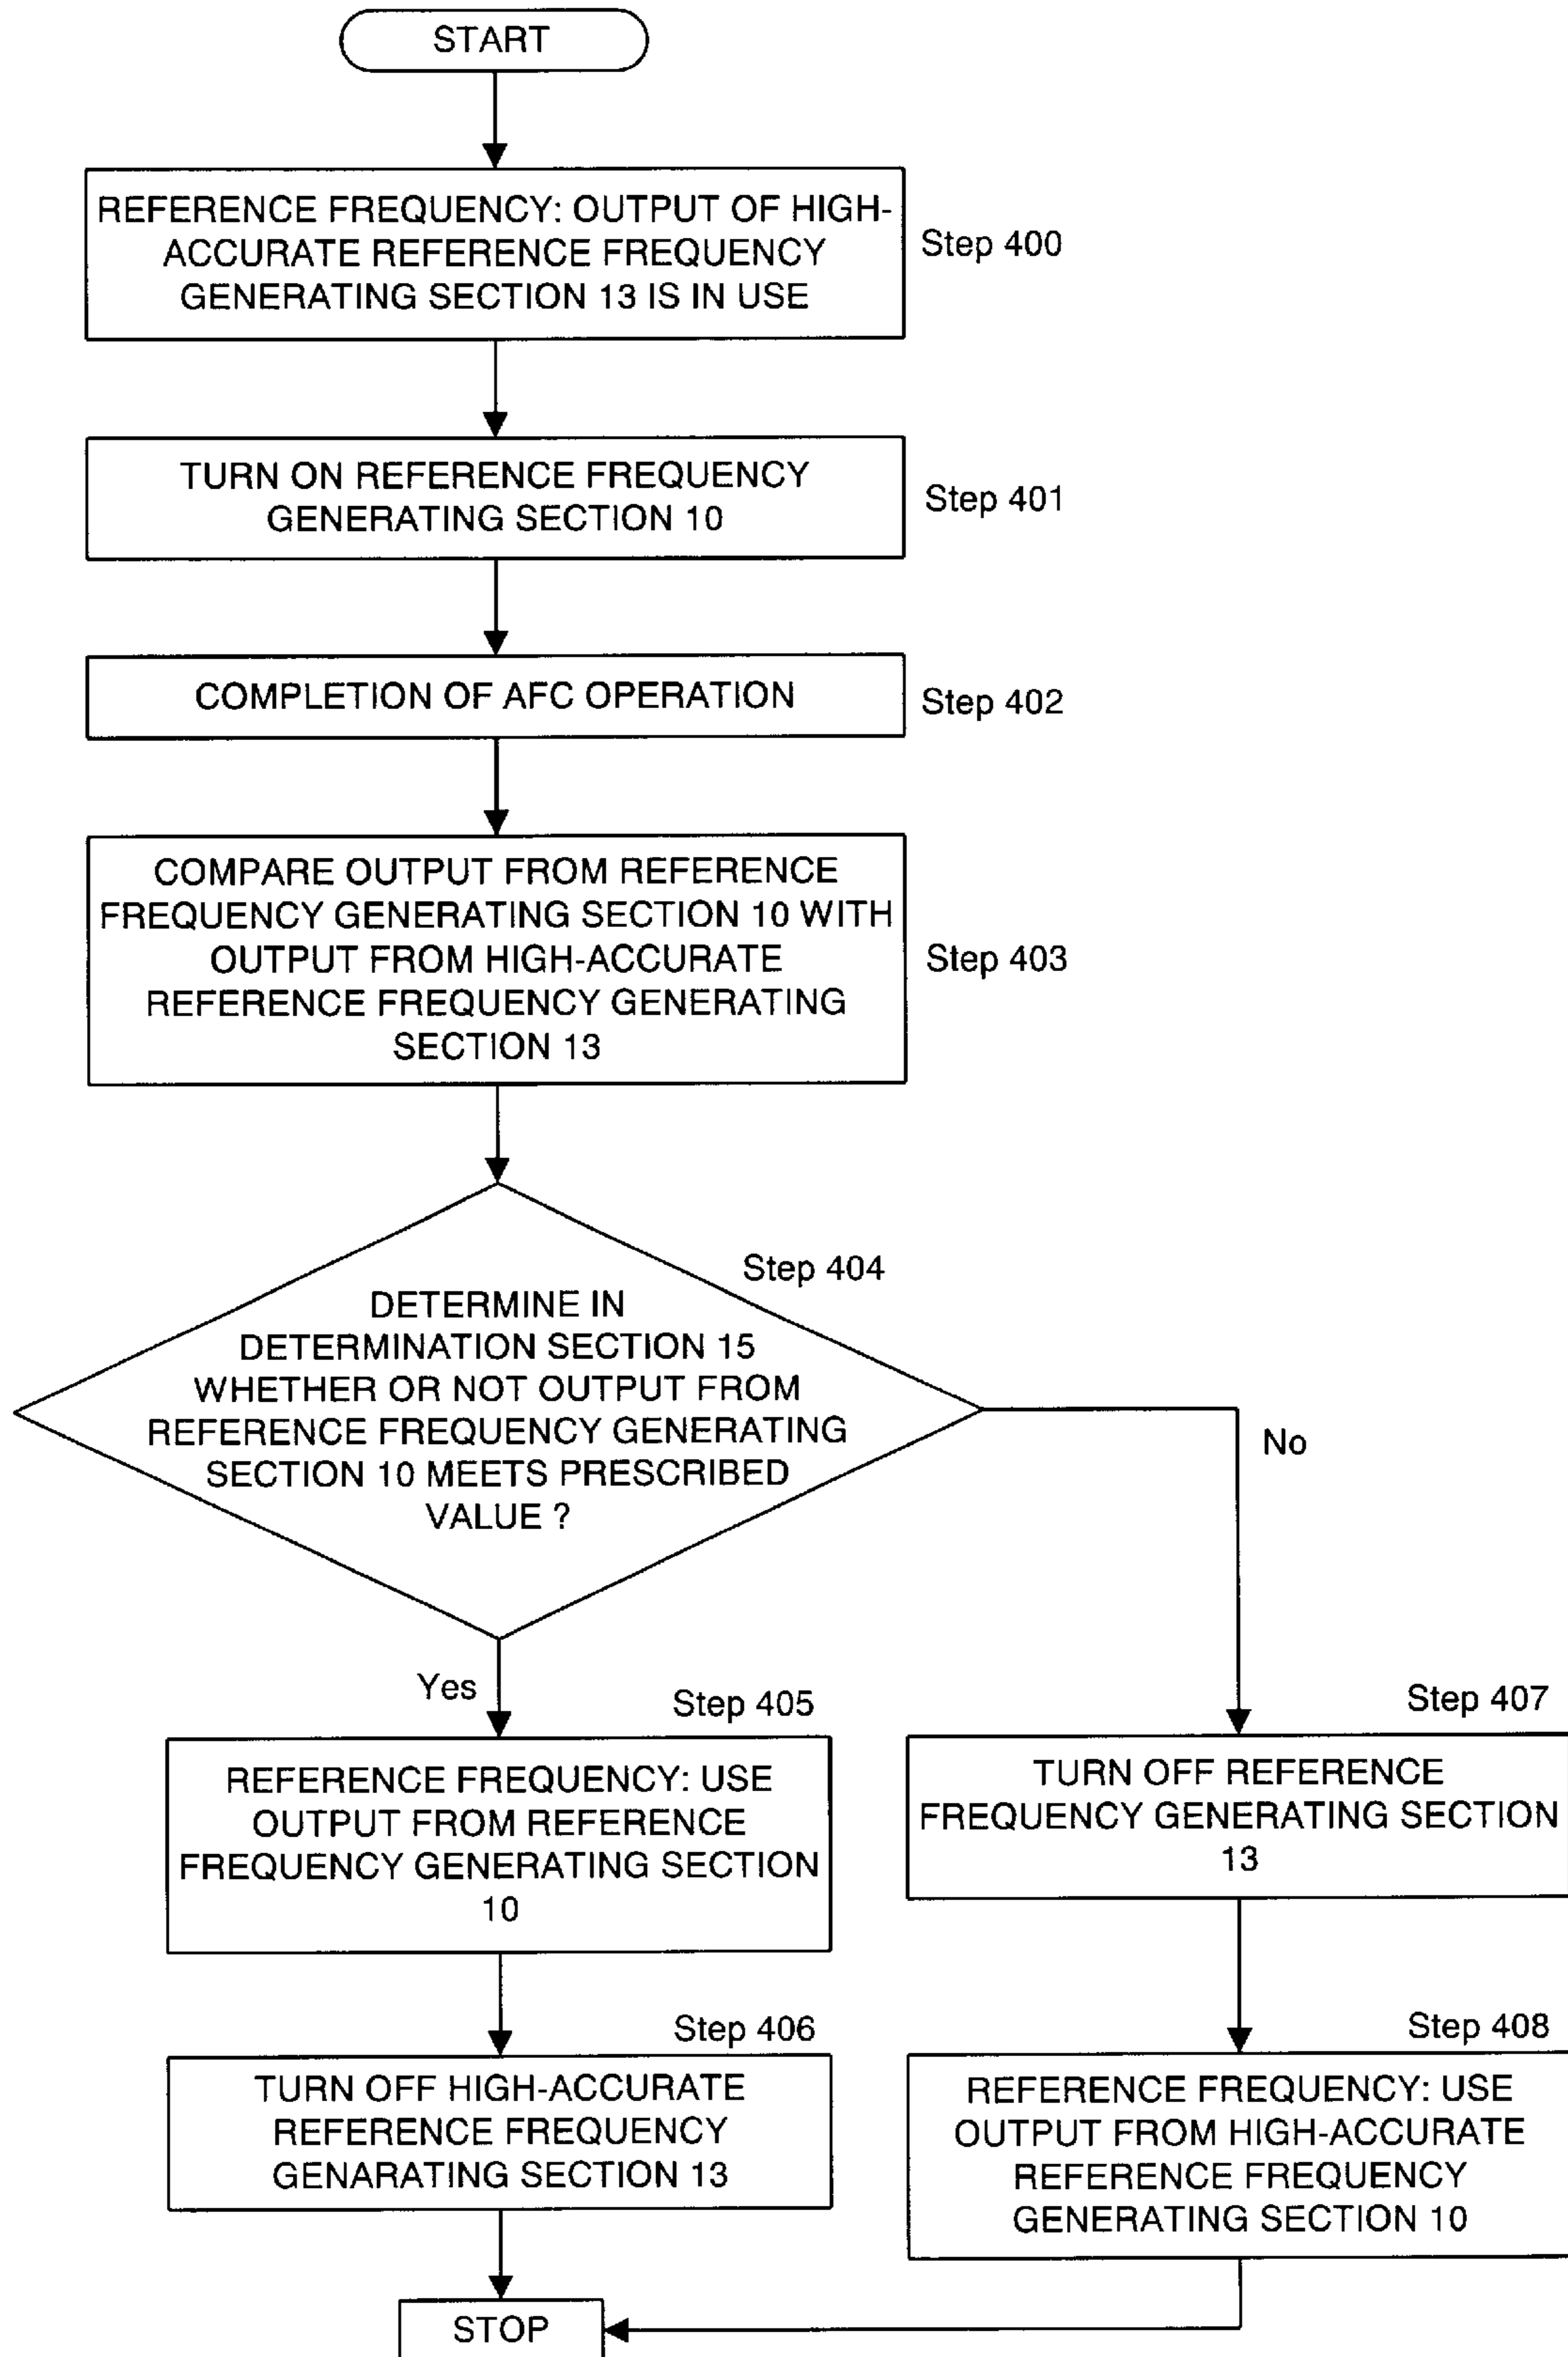 START
REFERENCE FREQUENCY: OUTPUT OF HIGH-
ACCURATE REFERENCE FREQUENCY
GENERATING SECTION 13 IS IN USE
Step 400
TURN ON REFERENCE FREQUENCY
GENERATING SECTION 10
Step 401
COMPLETION OF AFC OPERATION
Step 402
COMPARE OUTPUT FROM REFERENCE
FREQUENCY GENERATING SECTION 10 WITH
OUTPUT FROM HIGH-ACCURATE
REFERENCE FREQUENCY GENERATING
SECTION 13
Step 403
Step 404
DETERMINE IN
DETERMINATION SECTION 15
WHETHER OR NOT OUTPUT FROM
REFERENCE FREQUENCY GENERATING
SECTION 10 MEETS PRESCRIBED
VALUE ?
No
Yes
Step 405
REFERENCE FREQUENCY: USE
OUTPUT FROM REFERENCE
FREQUENCY GENERATING SECTION
10
Step 406
TURN OFF HIGH-ACCURATE
REFERENCE FREQUENCY
GENARATING SECTION 13
Step 407
TURN OFF REFERENCE
FREQUENCY GENERATING SECTION
13
Step 408
REFERENCE FREQUENCY: USE
OUTPUT FROM HIGH-ACCURATE
REFERENCE FREQUENCY
GENERATING SECTION 10
STOP